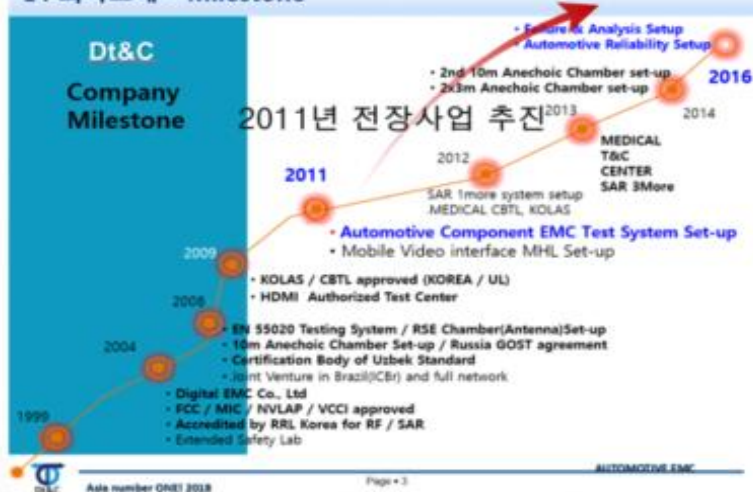 Milestone
Dt&C
Company
Milestone
2011년 전장사업 추진
• Failure & Analysis Setup
• Automotive Reliability Setup
2016
• 2nd 10m Anechoic Chamber set-up
• 2x3m Anechoic Chamber set-up
2014
2013
MEDICAL
T&C
CENTER
SAR 3More
2012
SAR 1more system setup
MEDICAL CBTL, KOLAS
2011
• Automotive Component EMC Test System Set-up
• Mobile Video interface MHL Set-up
2009
• KOLAS / CBTL approved (KOREA / UL)
• HDMI Authorized Test Center
2008
• EN 55020 Testing System / RSE Chamber(Antenna)Set-up
• 10m Anechoic Chamber Set-up / Russia GOST agreement
• Certification Body of Uzbek Standard
• Joint Venture in Brazil(ICBr) and full network
2004
• Digital EMC Co., Ltd
• FCC / MIC / NVLAP / VCCI approved
• Accredited by RRL Korea for RF / SAR
• Extended Safety Lab
1999
Dt&C
Asia number ONE! 2018
Page • 3
AUTOMOTIVE EMC